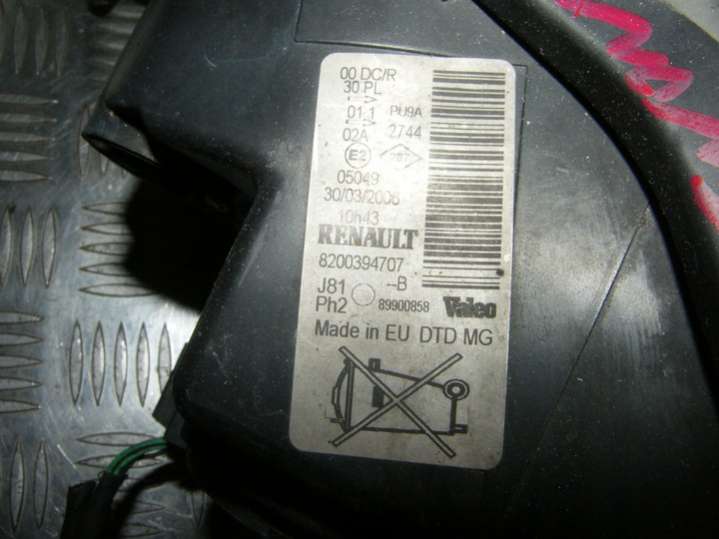 00 DC/R
30 PL
01.1 PU9A
02A 2744
E2
05049
30/03/2006
10h43
RENAULT
8200394707
J81 --B
Ph2 89900858 Valeo
Made in EU DTD MG